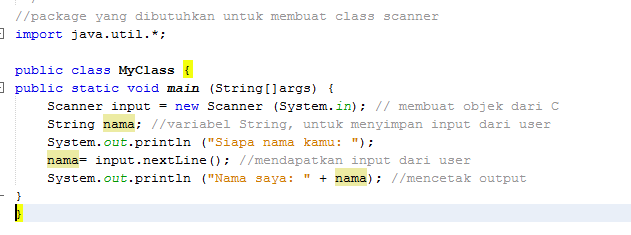 //package yang dibutuhkan untuk membuat class scanner
import java.util.*;
public class MyClass {
public static void main (String[]args) {
Scanner input = new Scanner (System.in); // membuat objek dari C
String nama; //variabel String, untuk menyimpan input dari user
System.out.println ("Siapa nama kamu: ");
nama= input.nextLine(); //mendapatkan input dari user
System.out.println ("Nama saya: " + nama); //mencetak output
}
}